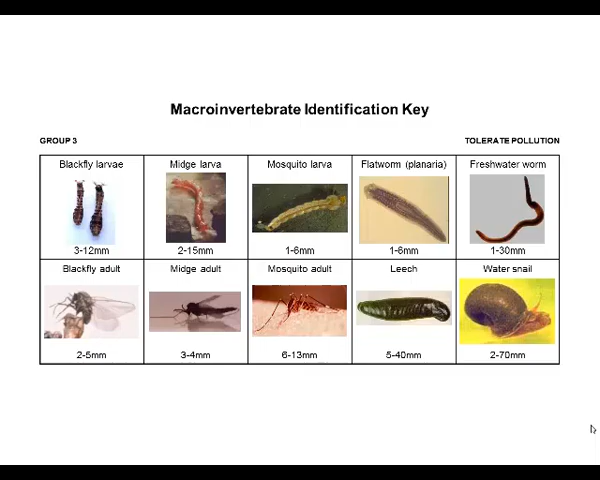 Macroinvertebrate Identification Key
GROUP 3 TOLERATE POLLUTION
Blackfly larvae Midge larva Mosquito larva Flatworm (planaria) Freshwater worm
3-12mm 2-15mm 1-6mm 1-6mm 1-30mm
Blackfly adult Midge adult Mosquito adult Leech Water snail
2-5mm 3-4mm 6-13mm 5-40mm 2-70mm